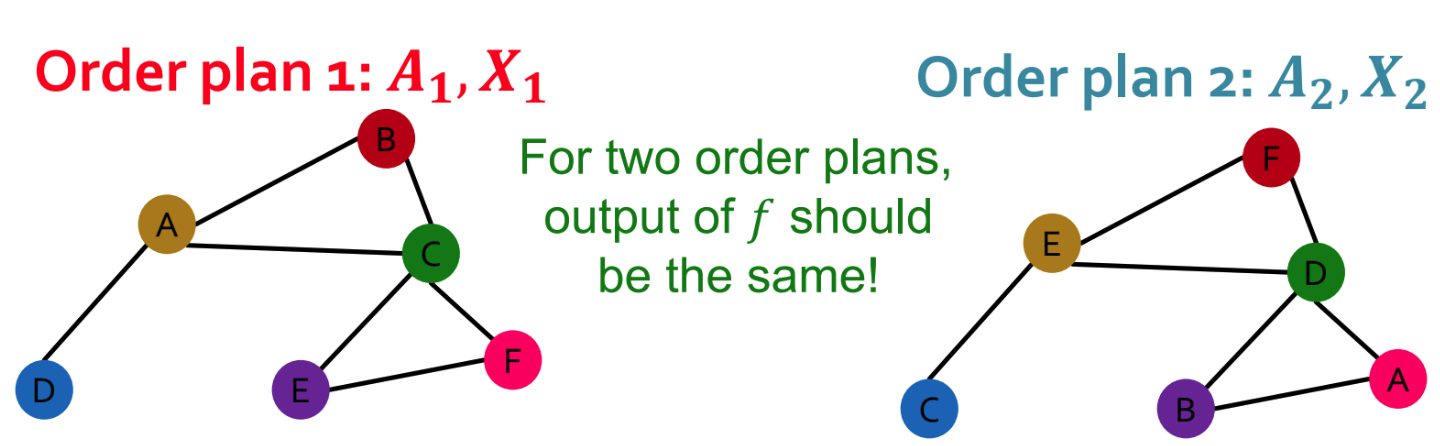 Order plan 1: A₁, X₁
Order plan 2: A₂, X₂
For two order plans,
output of f should
be the same!
B
A
C
F
D
E
F
E
D
A
C
B